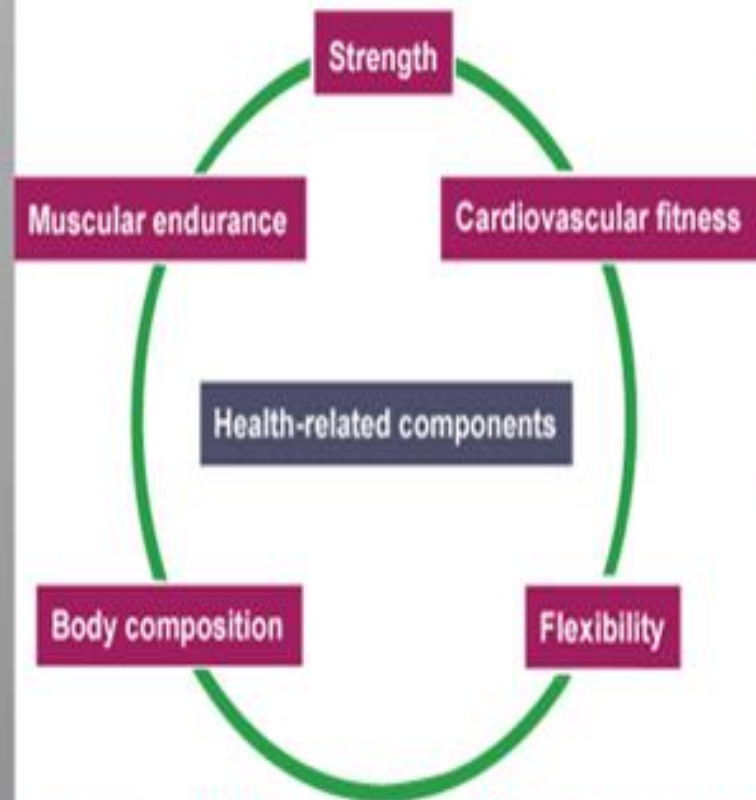 Strength
Muscular endurance
Cardiovascular fitness
Health-related components
Body composition
Flexibility